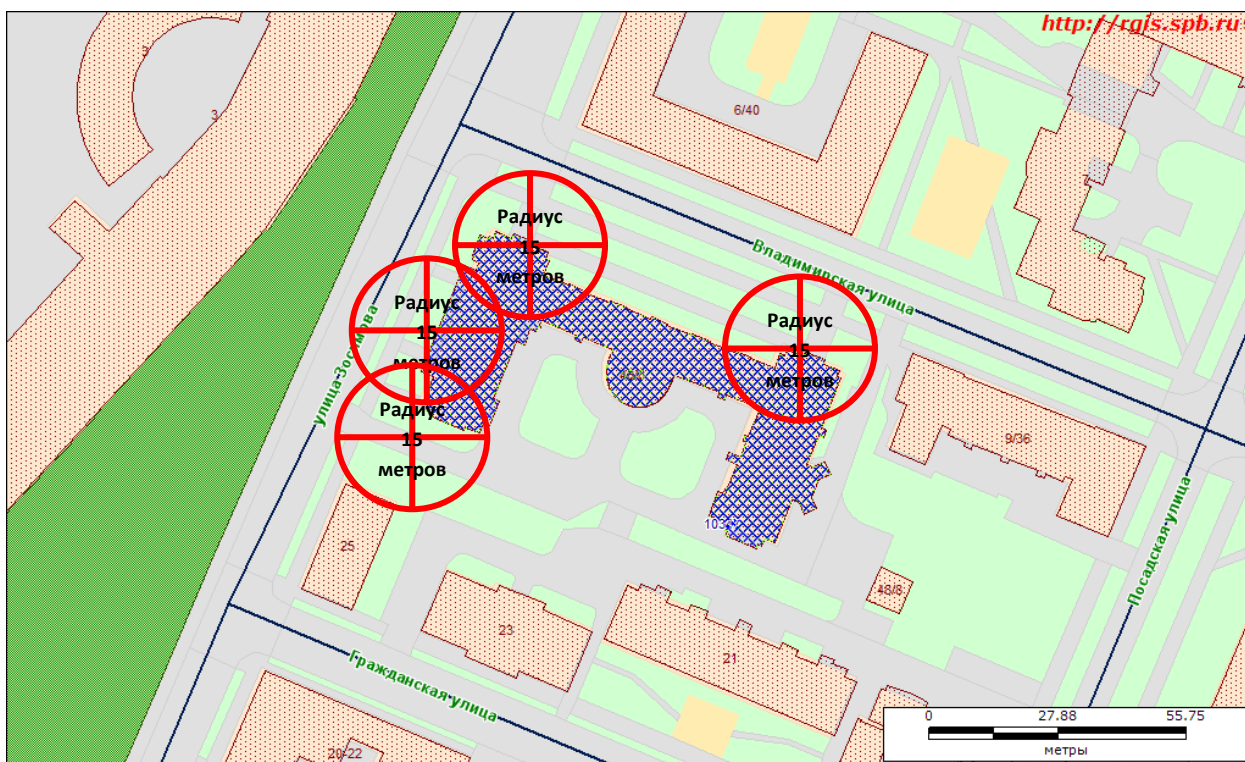 http://rgis.spb.ru
3
3
6/40
Владимирская улица
Радиус
15
метров
Радиус
15
метров
Радиус
15
метров
Радиус
15
метров
улица Зосимова
9/36
Посадская улица
25
48/8
23
21
Гражданская улица
20-22
0 27.88 55.75
метры